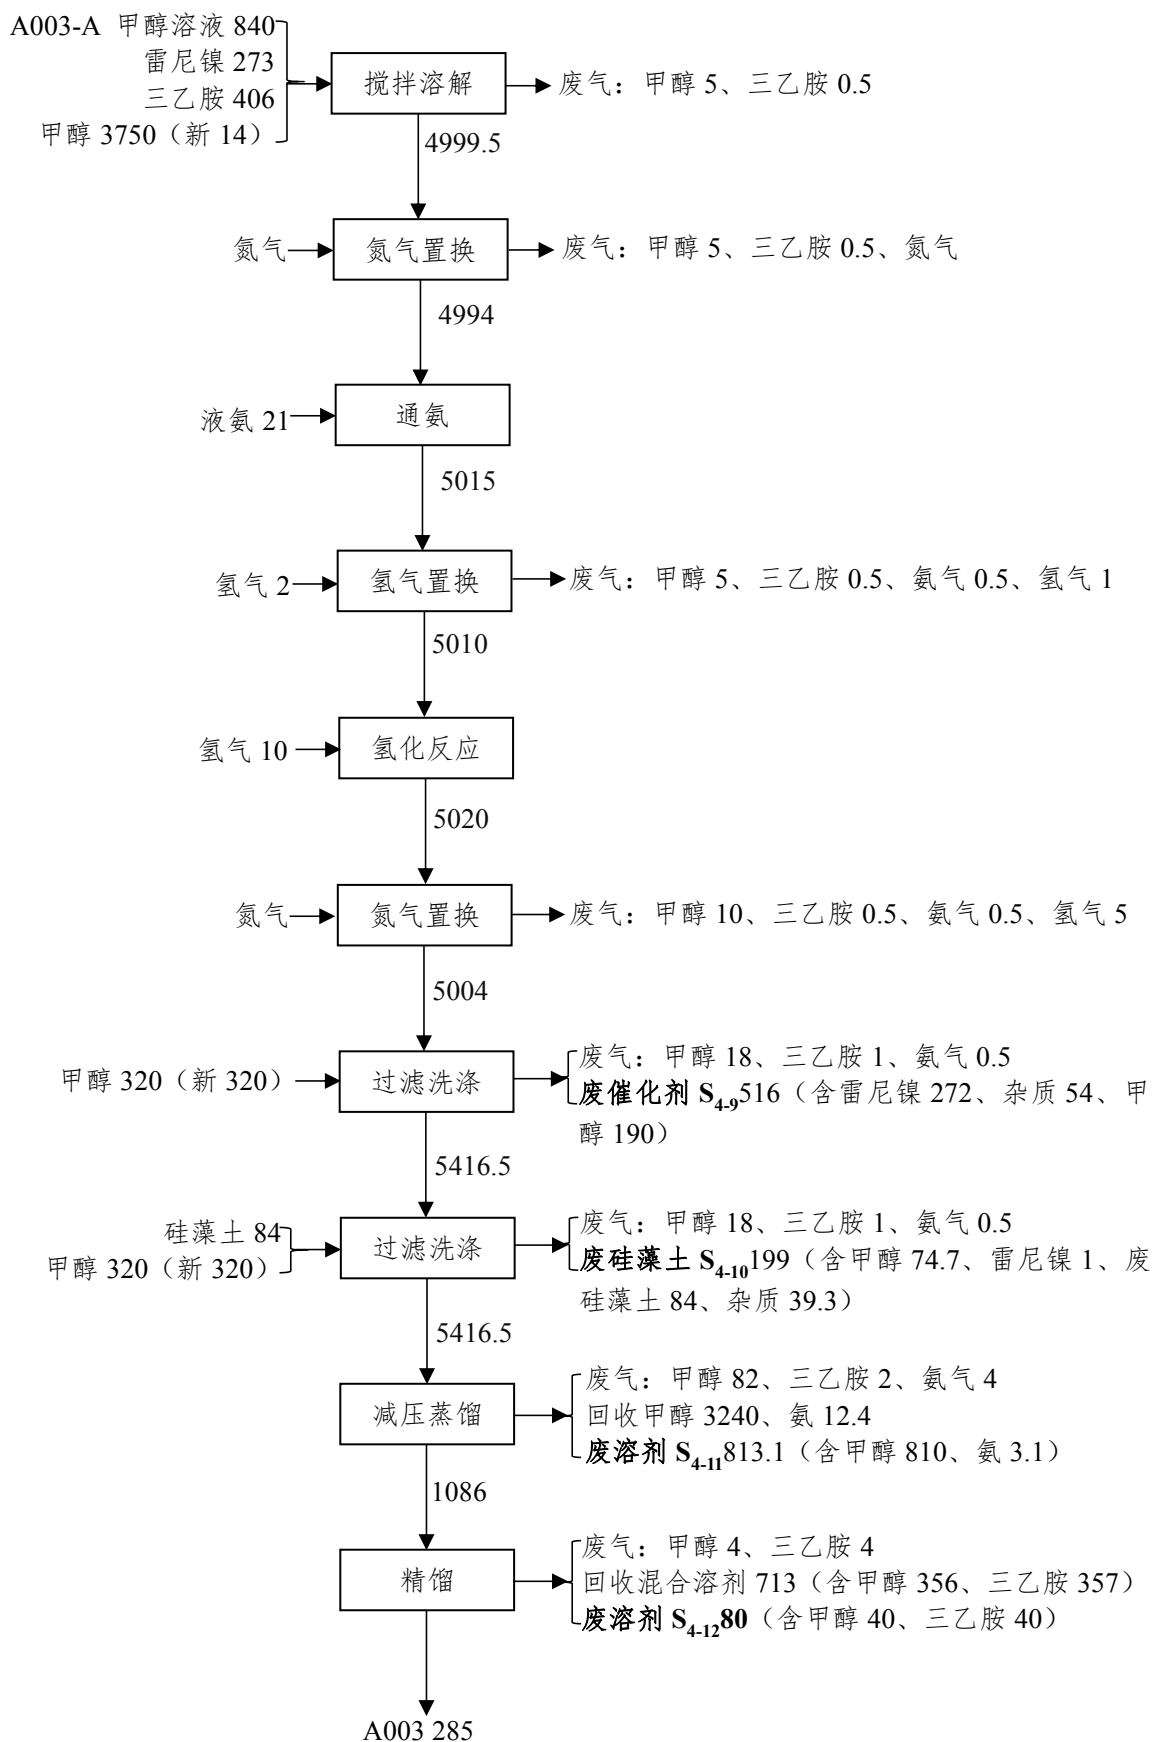 A003-A 甲醇溶液 840
雷尼镍 273
三乙胺 406
甲醇 3750（新 14）
搅拌溶解
废气：甲醇 5、三乙胺 0.5
4999.5
氮气
氮气置换
废气：甲醇 5、三乙胺 0.5、氮气
4994
液氨 21
通氨
5015
氢气 2
氢气置换
废气：甲醇 5、三乙胺 0.5、氨气 0.5、氢气 1
5010
氢气 10
氢化反应
5020
氮气
氮气置换
废气：甲醇 10、三乙胺 0.5、氨气 0.5、氢气 5
5004
甲醇 320（新 320）
过滤洗涤
废气：甲醇 18、三乙胺 1、氨气 0.5
废催化剂 S4-9516（含雷尼镍 272、杂质 54、甲
醇 190）
5416.5
硅藻土 84
甲醇 320（新 320）
过滤洗涤
废气：甲醇 18、三乙胺 1、氨气 0.5
废硅藻土 S4-10199（含甲醇 74.7、雷尼镍 1、废
硅藻土 84、杂质 39.3）
5416.5
减压蒸馏
废气：甲醇 82、三乙胺 2、氨气 4
回收甲醇 3240、氨 12.4
废溶剂 S4-11813.1（含甲醇 810、氨 3.1）
1086
精馏
废气：甲醇 4、三乙胺 4
回收混合溶剂 713（含甲醇 356、三乙胺 357）
废溶剂 S4-1280（含甲醇 40、三乙胺 40）
A003 285